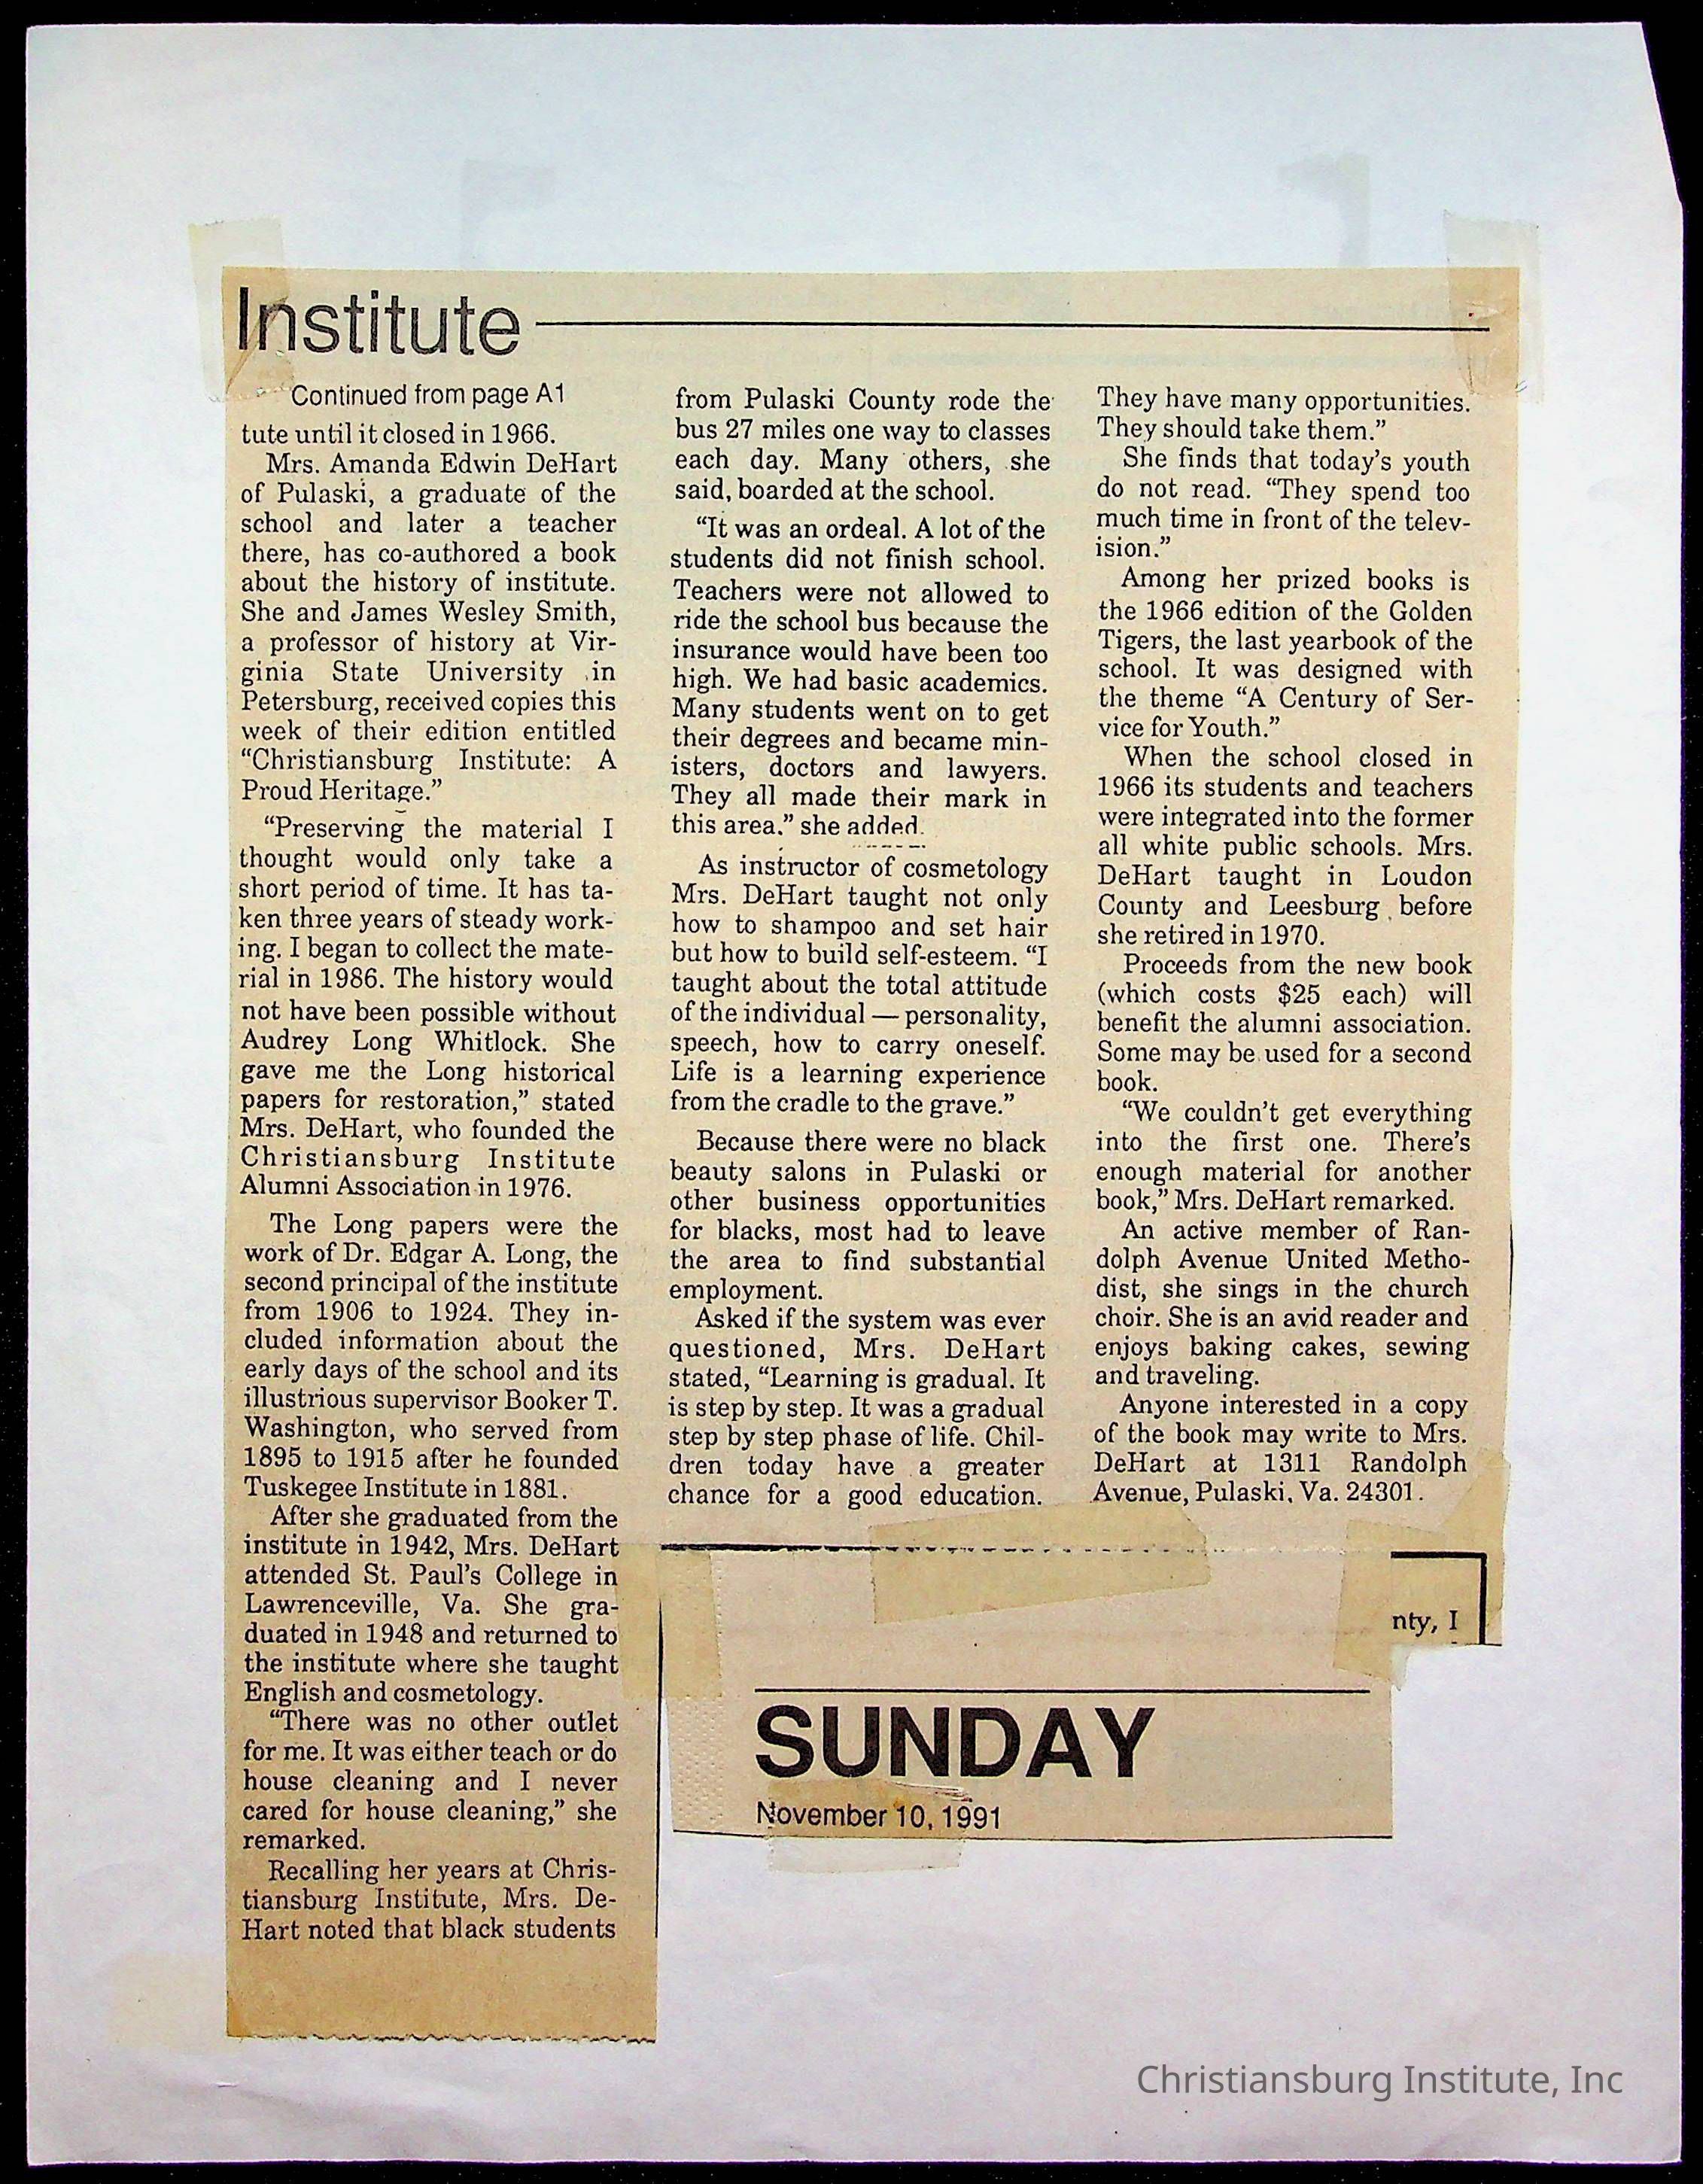 Institute
Continued from page A1
tute until it closed in 1966.
Mrs. Amanda Edwin DeHart
of Pulaski, a graduate of the
school and later a teacher
there, has co-authored a book
about the history of institute.
She and James Wesley Smith,
a professor of history at Vir-
ginia State University in
Petersburg, received copies this
week of their edition entitled
“Christiansburg Institute: A
Proud Heritage.”
“Preserving the material I
thought would only take a
short period of time. It has ta-
ken three years of steady work-
ing. I began to collect the mate-
rial in 1986. The history would
not have been possible without
Audrey Long Whitlock. She
gave me the Long historical
papers for restoration,” stated
Mrs. DeHart, who founded the
Christiansburg Institute
Alumni Association in 1976.
The Long papers were the
work of Dr. Edgar A. Long, the
second principal of the institute
from 1906 to 1924. They in-
cluded information about the
early days of the school and its
illustrious supervisor Booker T.
Washington, who served from
1895 to 1915 after he founded
Tuskegee Institute in 1881.
After she graduated from the
institute in 1942, Mrs. DeHart
attended St. Paul’s College in
Lawrenceville, Va. She gra-
duated in 1948 and returned to
the institute where she taught
English and cosmetology.
“There was no other outlet
for me. It was either teach or do
house cleaning and I never
cared for house cleaning,” she
remarked.
Recalling her years at Chris-
tiansburg Institute, Mrs. De-
Hart noted that black students
from Pulaski County rode the
bus 27 miles one way to classes
each day. Many others, she
said, boarded at the school.
“It was an ordeal. A lot of the
students did not finish school.
Teachers were not allowed to
ride the school bus because the
insurance would have been too
high. We had basic academics.
Many students went on to get
their degrees and became min-
isters, doctors and lawyers.
They all made their mark in
this area.” she added.
As instructor of cosmetology
Mrs. DeHart taught not only
how to shampoo and set hair
but how to build self-esteem. “I
taught about the total attitude
of the individual — personality,
speech, how to carry oneself.
Life is a learning experience
from the cradle to the grave.”
Because there were no black
beauty salons in Pulaski or
other business opportunities
for blacks, most had to leave
the area to find substantial
employment.
Asked if the system was ever
questioned, Mrs. DeHart
stated, “Learning is gradual. It
is step by step. It was a gradual
step by step phase of life. Chil-
dren today have a greater
chance for a good education.
They have many opportunities.
They should take them.”
She finds that today’s youth
do not read. “They spend too
much time in front of the telev-
ision.”
Among her prized books is
the 1966 edition of the Golden
Tigers, the last yearbook of the
school. It was designed with
the theme “A Century of Ser-
vice for Youth.”
When the school closed in
1966 its students and teachers
were integrated into the former
all white public schools. Mrs.
DeHart taught in Loudon
County and Leesburg before
she retired in 1970.
Proceeds from the new book
(which costs $25 each) will
benefit the alumni association.
Some may be used for a second
book.
“We couldn’t get everything
into the first one. There’s
enough material for another
book,” Mrs. DeHart remarked.
An active member of Ran-
dolph Avenue United Metho-
dist, she sings in the church
choir. She is an avid reader and
enjoys baking cakes, sewing
and traveling.
Anyone interested in a copy
of the book may write to Mrs.
DeHart at 1311 Randolph
Avenue, Pulaski, Va. 24301.
nty, I
SUNDAY
November 10, 1991
Christiansburg Institute, Inc